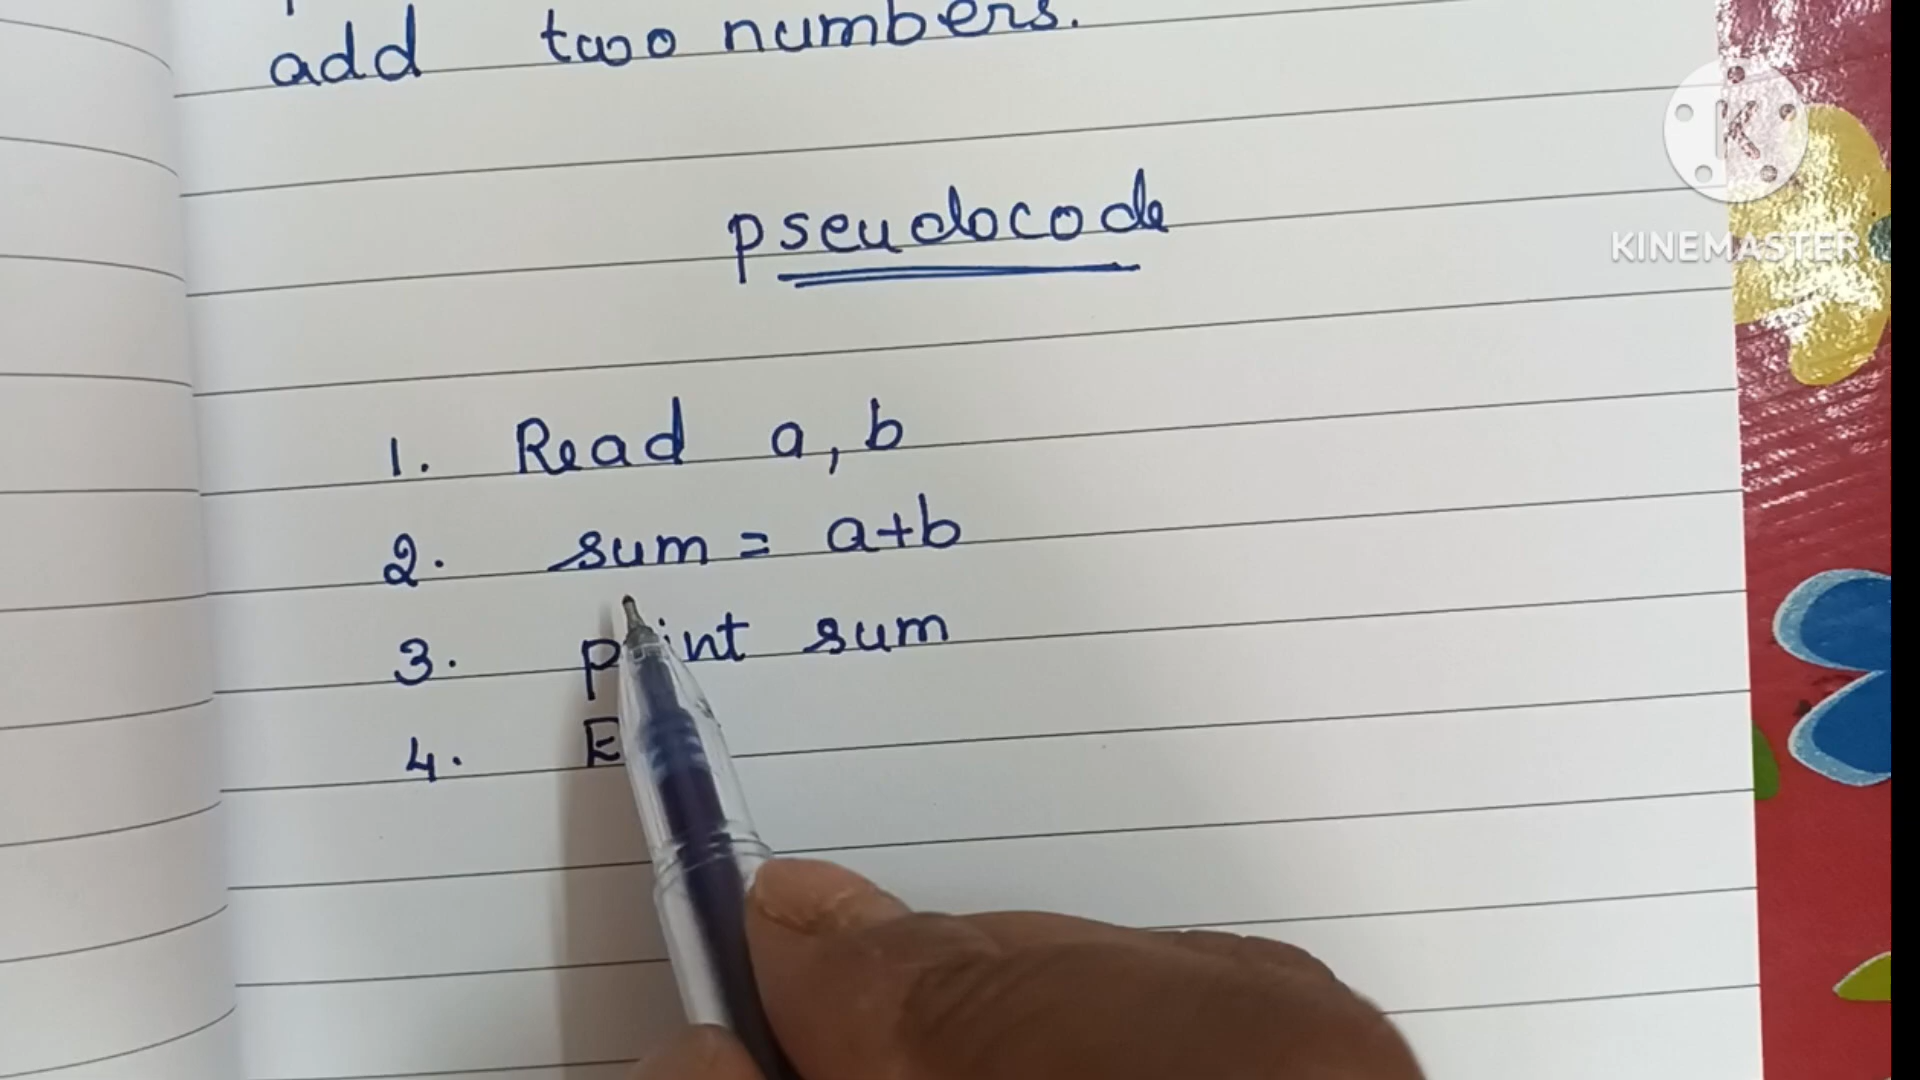 add two numbers.
pseudocode
1. Read a, b
2. sum = a+b
3. print sum
4.
KINEMASTER